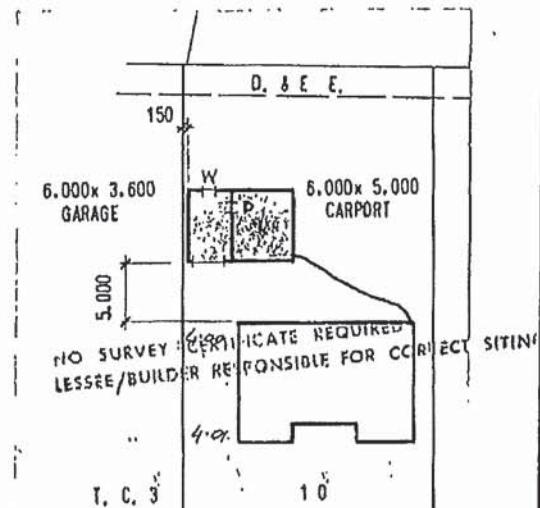 D. & E E.
150
W
6.000x 3.600
GARAGE
6.000x 5.000
CARPORT
P
5.000
NO SURVEY CERTIFICATE REQUIRED
LESSEE/BUILDER RESPONSIBLE FOR CORRECT SITING
T. C. 3
10